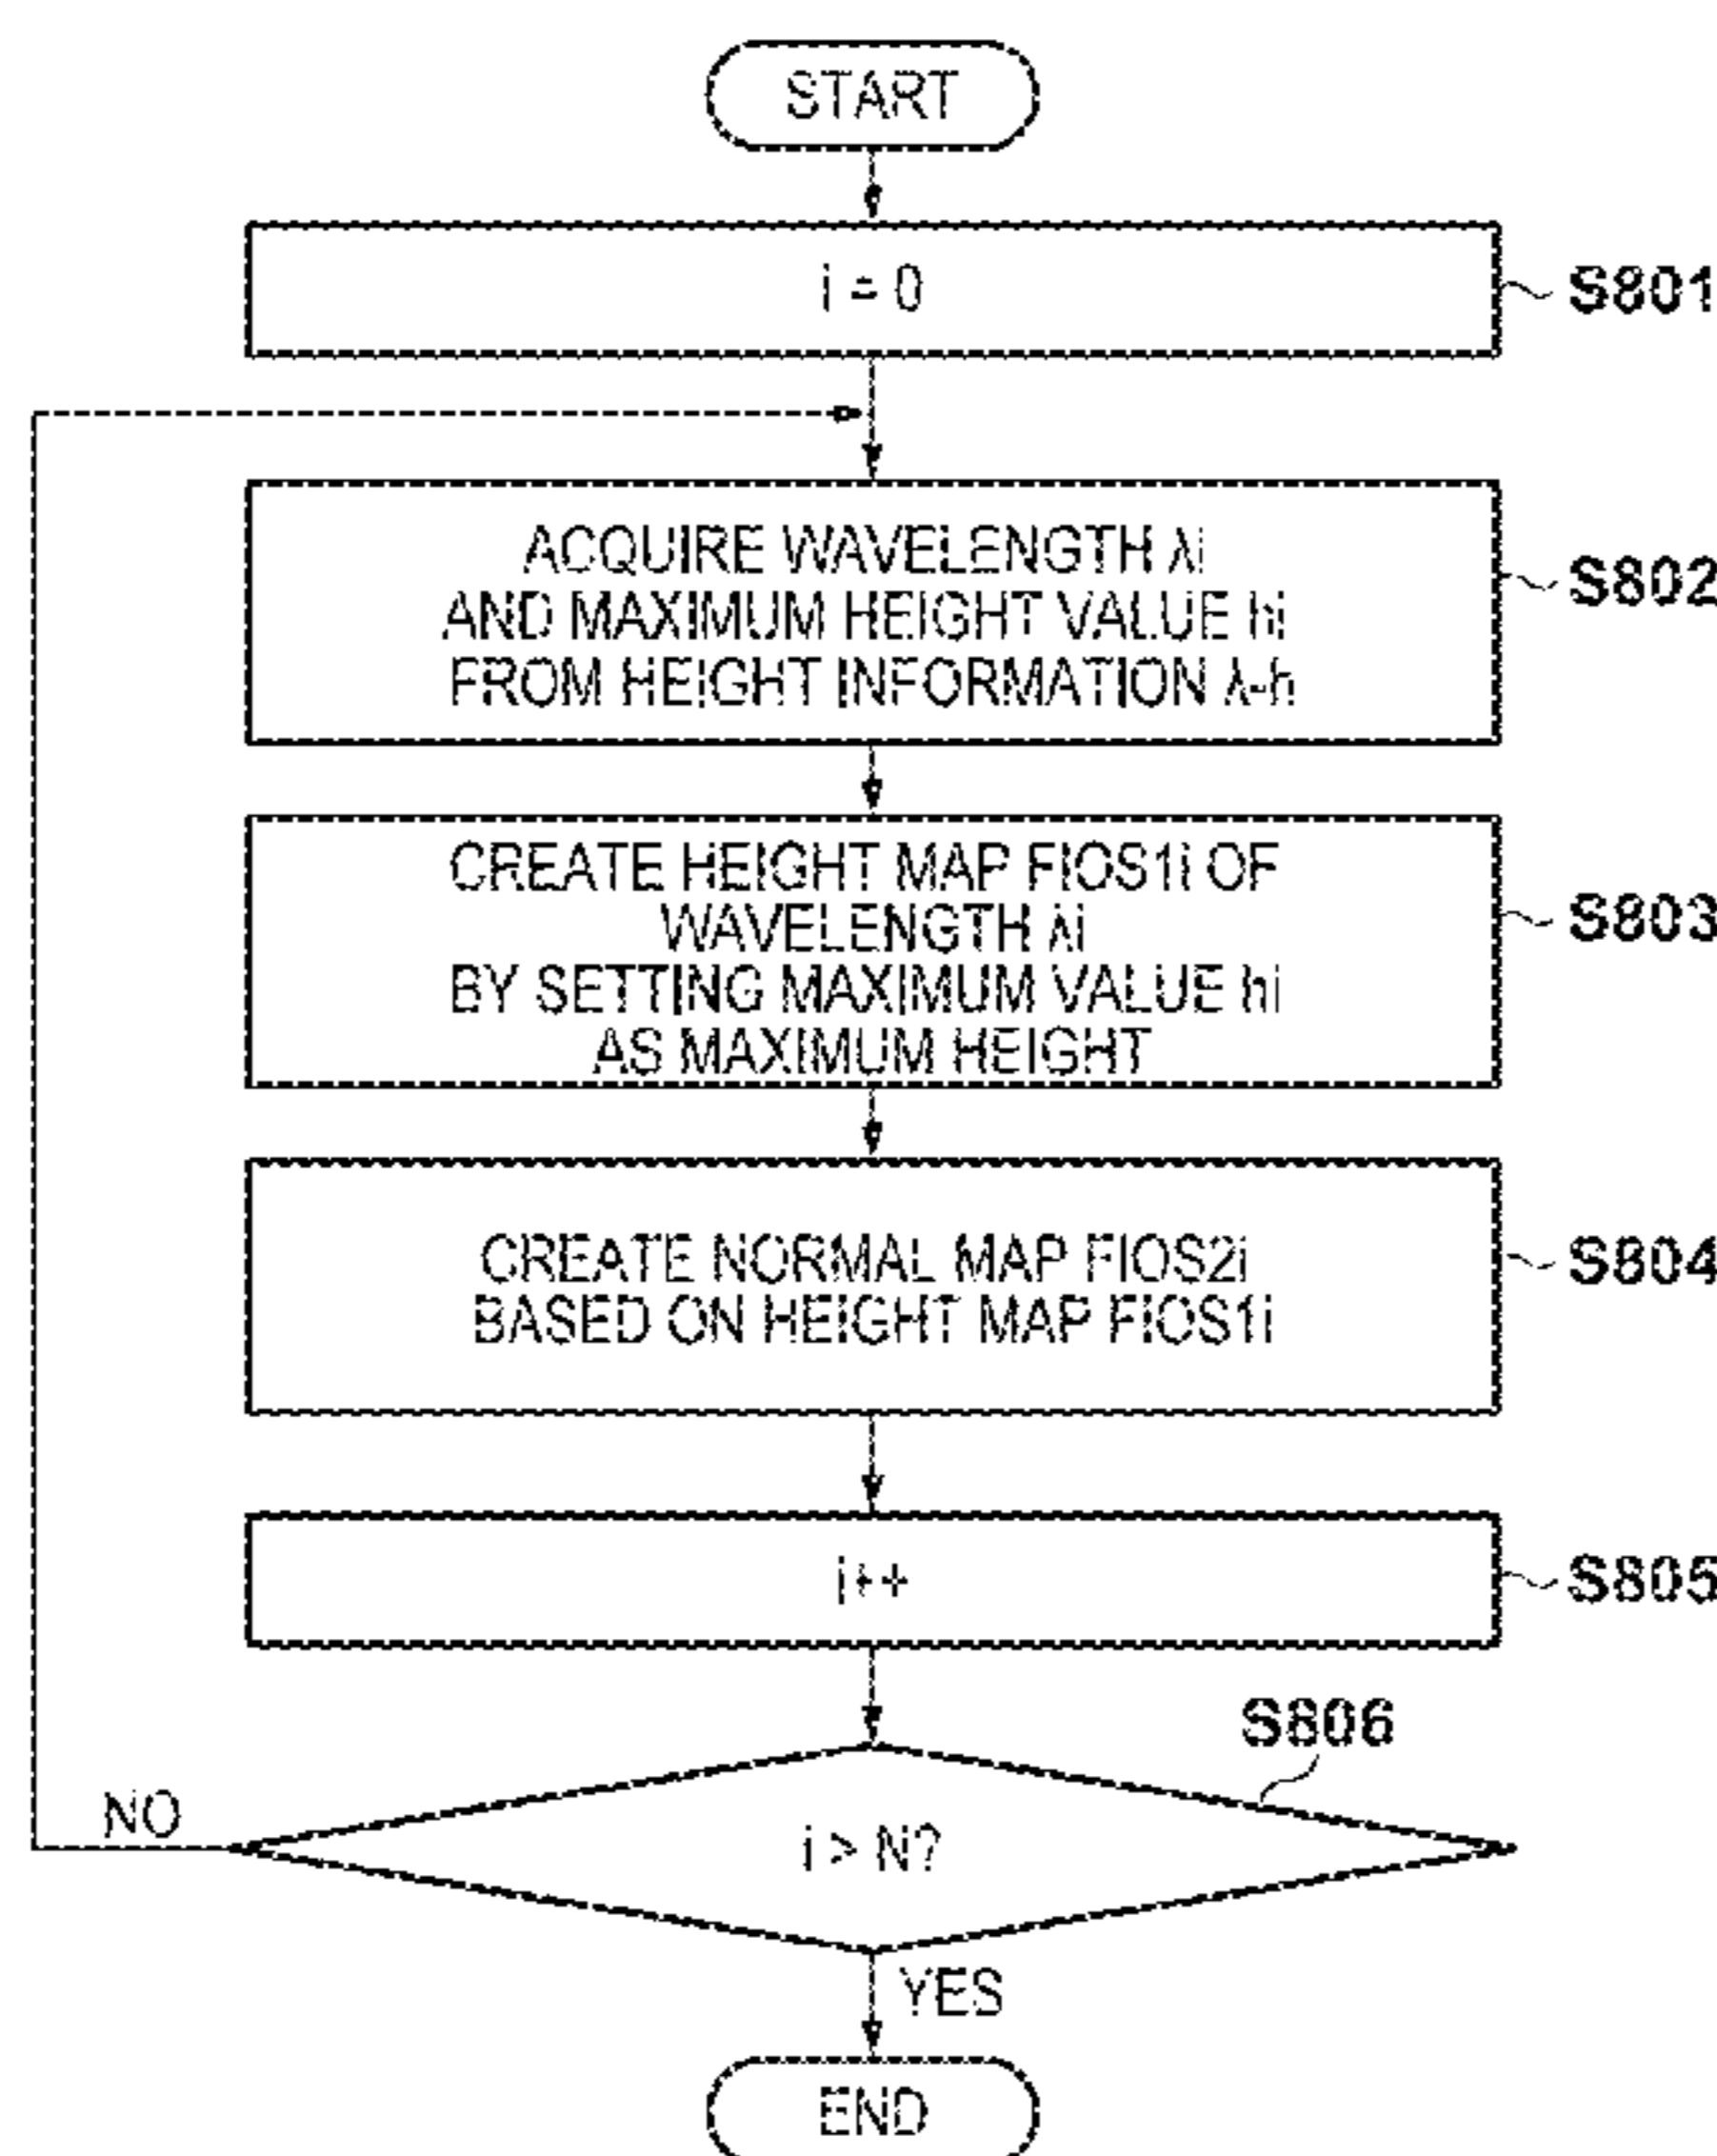 START
i = 0
S801
ACQUIRE WAVELENGTH λi
AND MAXIMUM HEIGHT VALUE hi
FROM HEIGHT INFORMATION λ-h
S802
CREATE HEIGHT MAP FIOS1i OF
WAVELENGTH λi
BY SETTING MAXIMUM VALUE hi
AS MAXIMUM HEIGHT
S803
CREATE NORMAL MAP FIOS2i
BASED ON HEIGHT MAP FIOS1i
S804
i++
S805
S806
NO
i > N?
YES
END